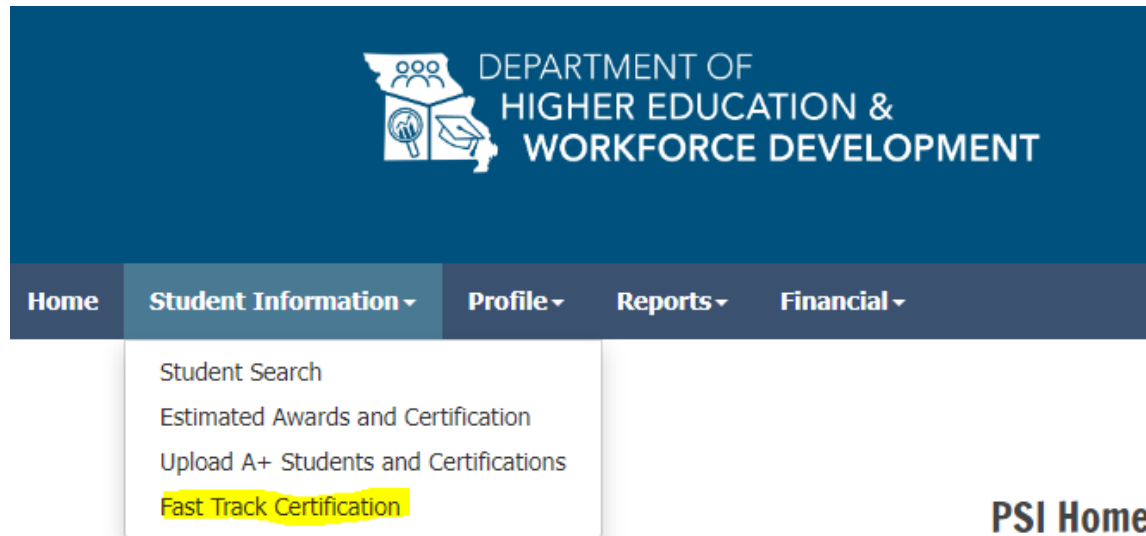 DEPARTMENT OF
HIGHER EDUCATION &
WORKFORCE DEVELOPMENT
Home Student Information Profile Reports Financial
Student Search
Estimated Awards and Certification
Upload A+ Students and Certifications
Fast Track Certification
PSI Home